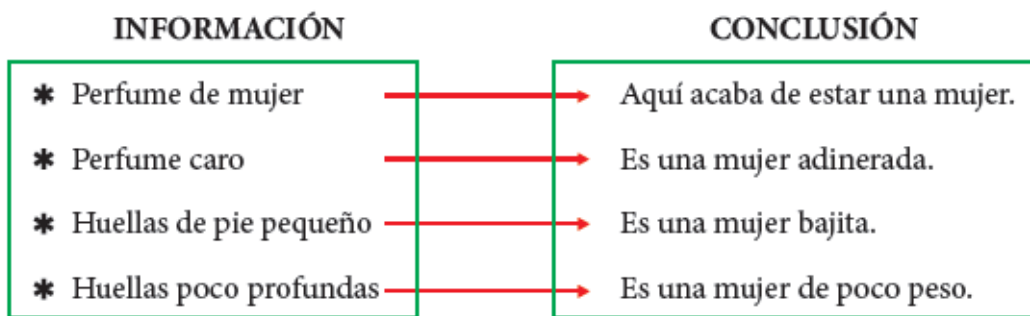 INFORMACIÓN CONCLUSIÓN
✱ Perfume de mujer Aquí acaba de estar una mujer.
✱ Perfume caro Es una mujer adinerada.
✱ Huellas de pie pequeño Es una mujer bajita.
✱ Huellas poco profundas Es una mujer de poco peso.